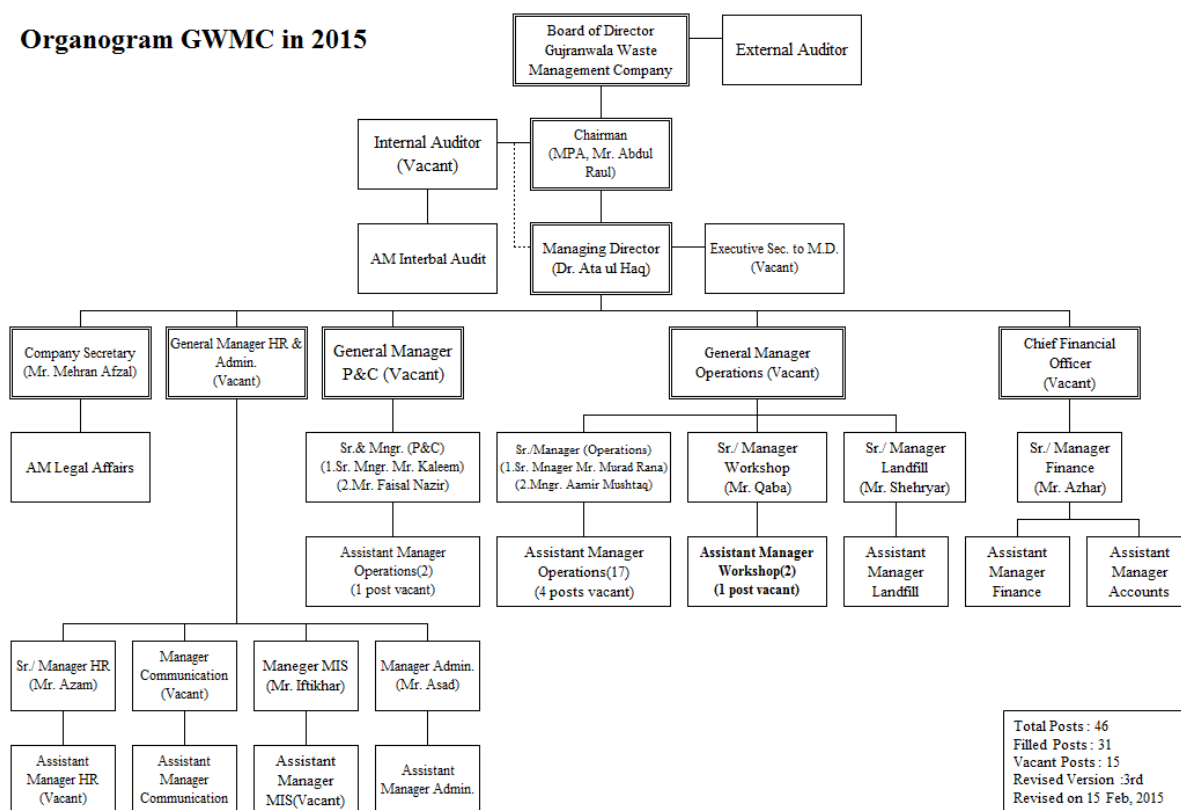 Organogram GWMC in 2015
Board of Director
Gujranwala Waste
Management Company
External Auditor
Internal Auditor
(Vacant)
Chairman
(MPA, Mr. Abdul
Raul)
AM Interbal Audit
Managing Director
(Dr. Ata ul Haq)
Executive Sec. to M.D.
(Vacant)
Company Secretary
(Mr. Mehran Afzal)
General Manager HR &
Admin.
(Vacant)
General Manager
P&C (Vacant)
General Manager
Operations (Vacant)
Chief Financial
Officer
(Vacant)
AM Legal Affairs
Sr.& Mngr. (P&C)
(1.Sr. Mngr. Mr. Kaleem)
(2.Mr. Faisal Nazir)
Sr./Manager (Operations)
(1.Sr. Mnager Mr. Murad Rana)
(2.Mngr. Aamir Mushtaq)
Sr./ Manager
Workshop
(Mr. Qaba)
Sr./ Manager
Landfill
(Mr. Shehryar)
Sr./ Manager
Finance
(Mr. Azhar)
Assistant Manager
Operations(2)
(1 post vacant)
Assistant Manager
Operations(17)
(4 posts vacant)
Assistant Manager
Workshop(2)
(1 post vacant)
Assistant
Manager
Landfill
Assistant
Manager
Finance
Assistant
Manager
Accounts
Sr./ Manager HR
(Mr. Azam)
Manager
Communication
(Vacant)
Maneger MIS
(Mr. Iftikhar)
Manager Admin.
(Mr. Asad)
Assistant
Manager HR
(Vacant)
Assistant
Manager
Communication
Assistant
Manager
MIS(Vacant)
Assistant
Manager Admin.
Total Posts : 46
Filled Posts : 31
Vacant Posts : 15
Revised Version :3rd
Revised on 15 Feb, 2015